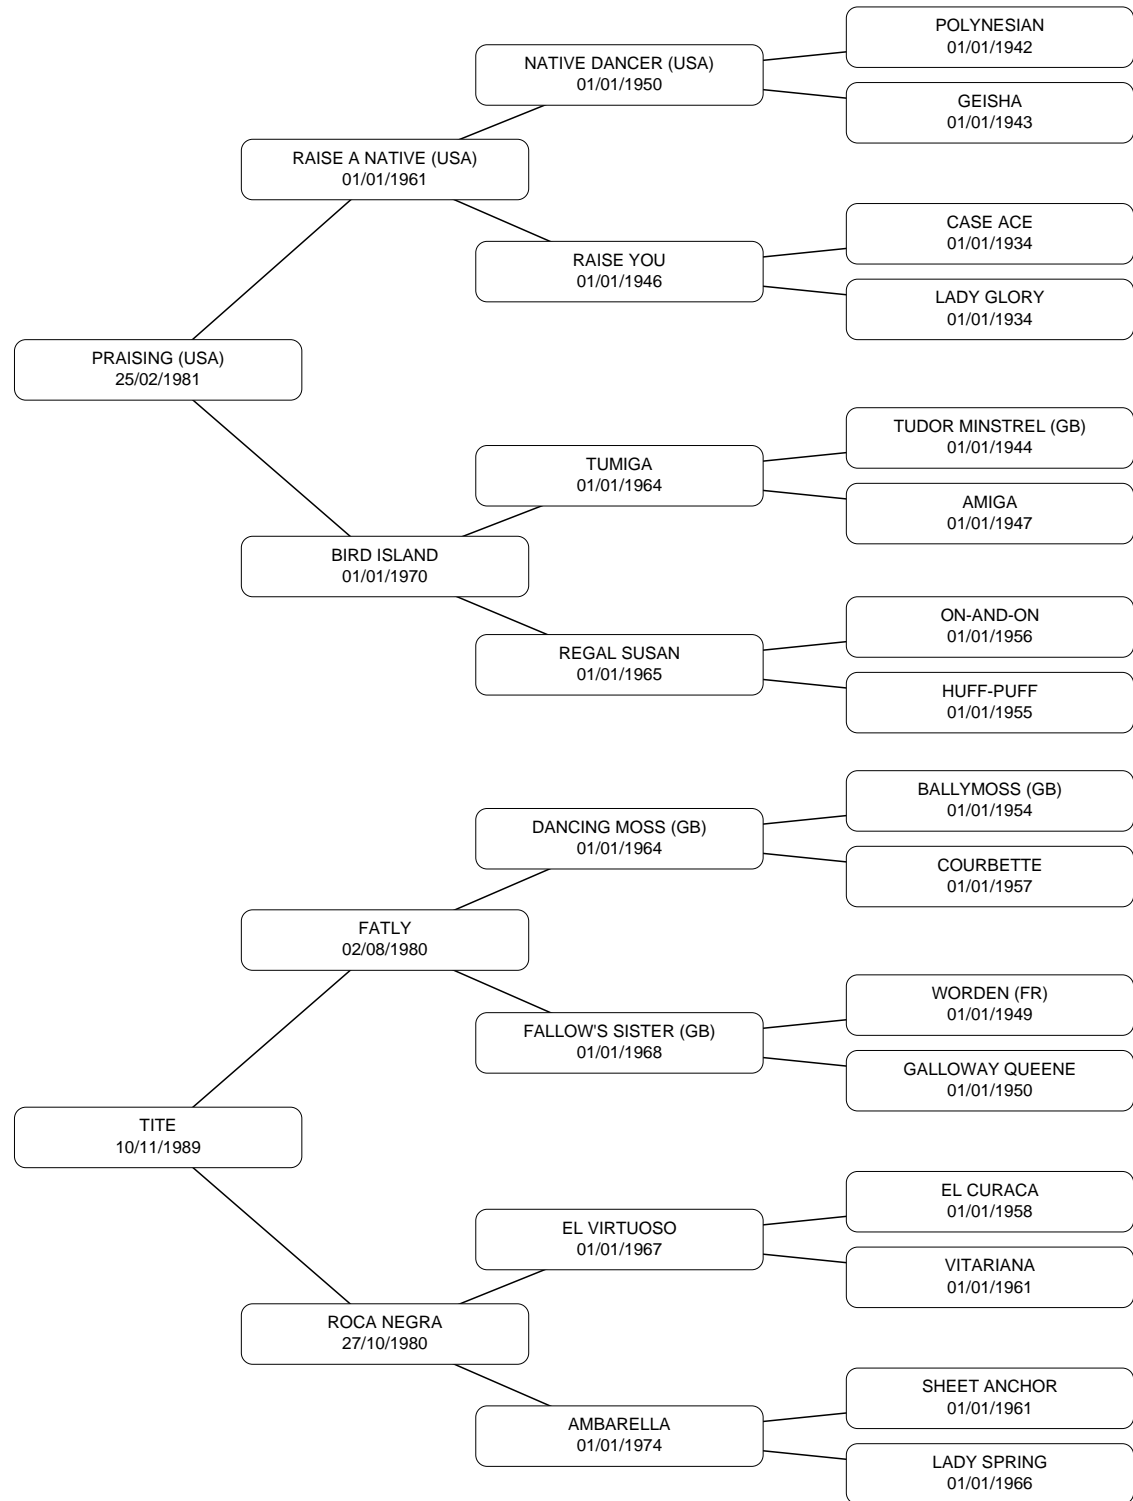 POLYNESIAN
01/01/1942
NATIVE DANCER (USA)
01/01/1950
GEISHA
01/01/1943
RAISE A NATIVE (USA)
01/01/1961
CASE ACE
01/01/1934
RAISE YOU
01/01/1946
LADY GLORY
01/01/1934
PRAISING (USA)
25/02/1981
TUDOR MINSTREL (GB)
01/01/1944
TUMIGA
01/01/1964
AMIGA
01/01/1947
BIRD ISLAND
01/01/1970
ON-AND-ON
01/01/1956
REGAL SUSAN
01/01/1965
HUFF-PUFF
01/01/1955
BALLYMOSS (GB)
01/01/1954
DANCING MOSS (GB)
01/01/1964
COURBETTE
01/01/1957
FATLY
02/08/1980
WORDEN (FR)
01/01/1949
FALLOW'S SISTER (GB)
01/01/1968
GALLOWAY QUEENE
01/01/1950
TITE
10/11/1989
EL CURACA
01/01/1958
EL VIRTUOSO
01/01/1967
VITARIANA
01/01/1961
ROCA NEGRA
27/10/1980
SHEET ANCHOR
01/01/1961
AMBARELLA
01/01/1974
LADY SPRING
01/01/1966